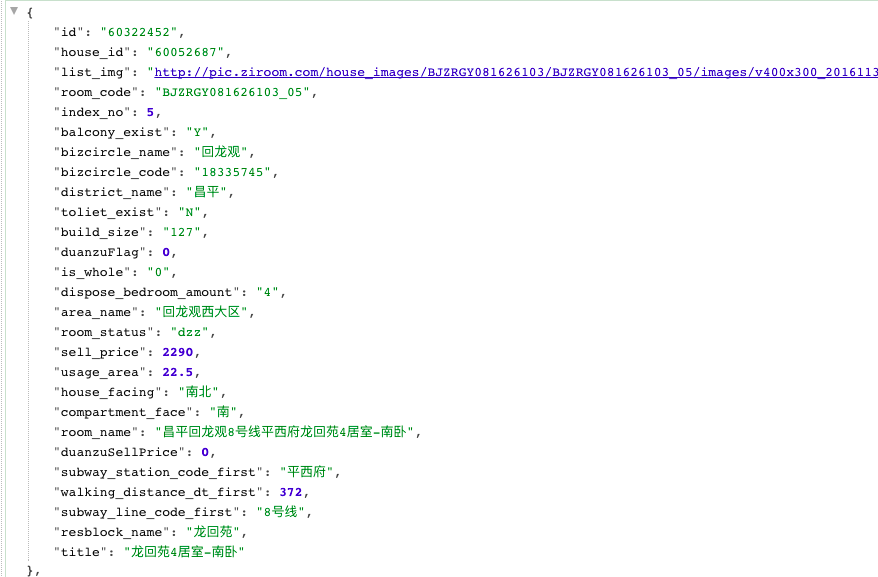 {
"id": "60322452",
"house_id": "60052687",
"list_img": "http://pic.ziroom.com/house_images/BJZRGY081626103/BJZRGY081626103_05/images/v400x300_2016113
"room_code": "BJZRGY081626103_05",
"index_no": 5,
"balcony_exist": "Y",
"bizcircle_name": "回龙观",
"bizcircle_code": "18335745",
"district_name": "昌平",
"toliet_exist": "N",
"build_size": "127",
"duanzuFlag": 0,
"is_whole": "0",
"dispose_bedroom_amount": "4",
"area_name": "回龙观西大区",
"room_status": "dzz",
"sell_price": 2290,
"usage_area": 22.5,
"house_facing": "南北",
"compartment_face": "南",
"room_name": "昌平回龙观8号线平西府龙回苑4居室-南卧",
"duanzuSellPrice": 0,
"subway_station_code_first": "平西府",
"walking_distance_dt_first": 372,
"subway_line_code_first": "8号线",
"resblock_name": "龙回苑",
"title": "龙回苑4居室-南卧"
},